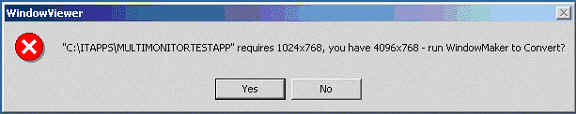 WindowViewer
"C:\ITAPPS\MULTIMONITORTESTAPP" requires 1024x768, you have 4096x768 - run WindowMaker to Convert?
Yes
No